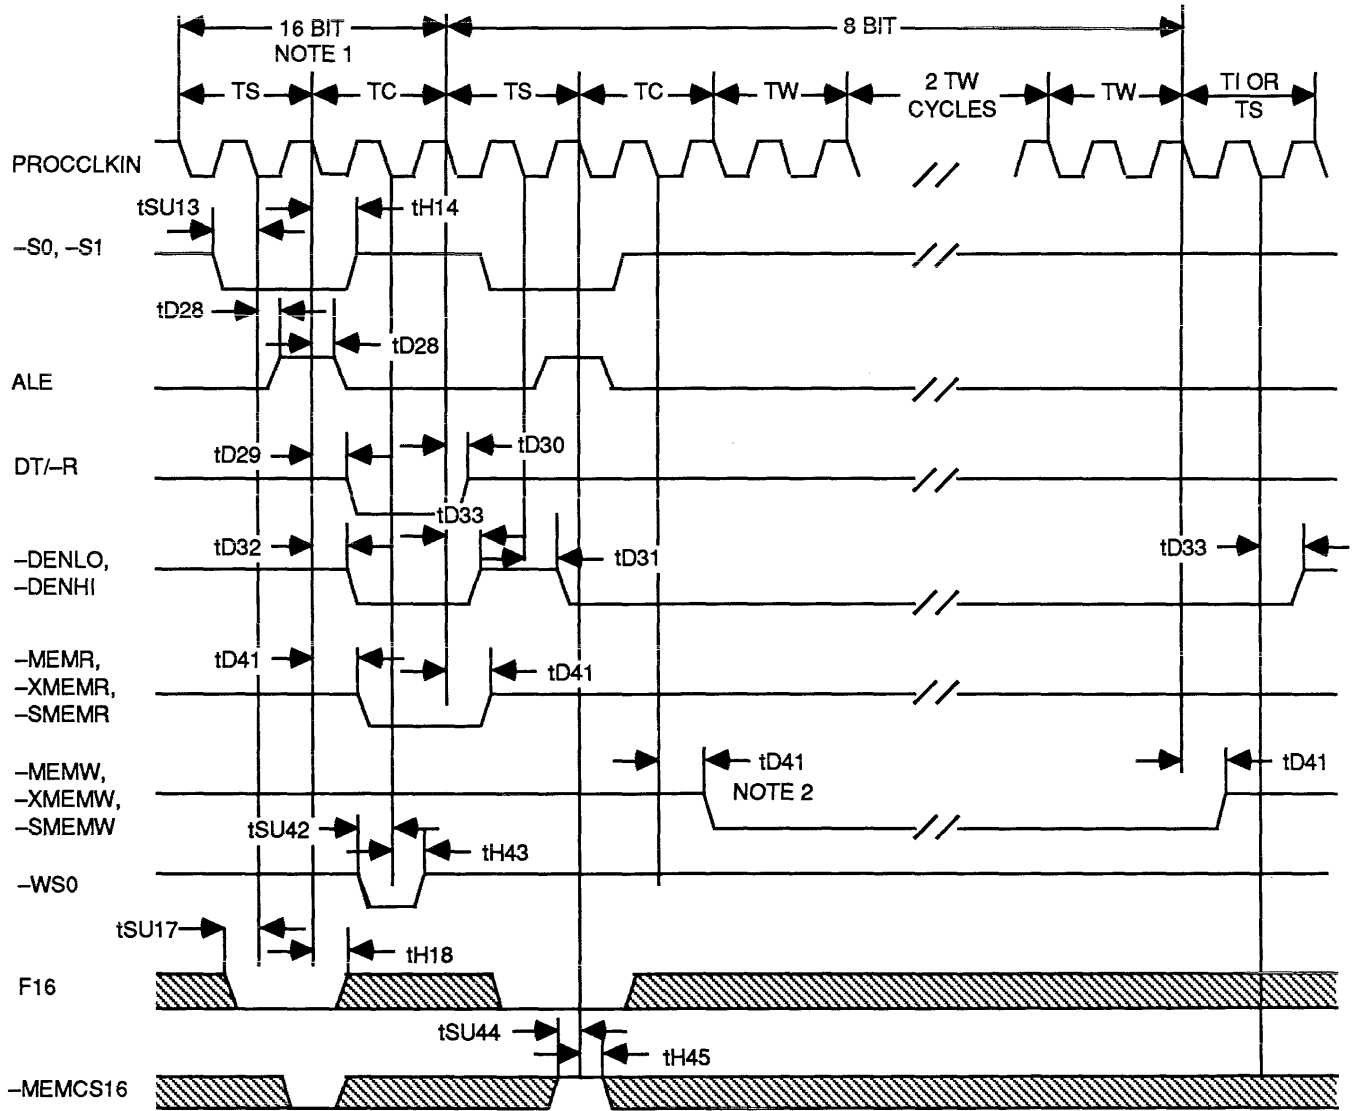 16 BIT
NOTE 1
8 BIT
TS
TC
TS
TC
TW
2 TW
CYCLES
TW
TI OR
TS
PROCCLKIN
tSU13
tH14
–S0, –S1
tD28
tD28
ALE
tD29
tD30
DT/–R
tD33
tD32
tD31
tD33
–DENLO,
–DENHI
tD41
tD41
–MEMR,
–XMEMR,
–SMEMR
tD41
NOTE 2
tD41
–MEMW,
–XMEMW,
–SMEMW
tSU42
tH43
–WS0
tSU17
tH18
F16
tSU44
tH45
–MEMCS16